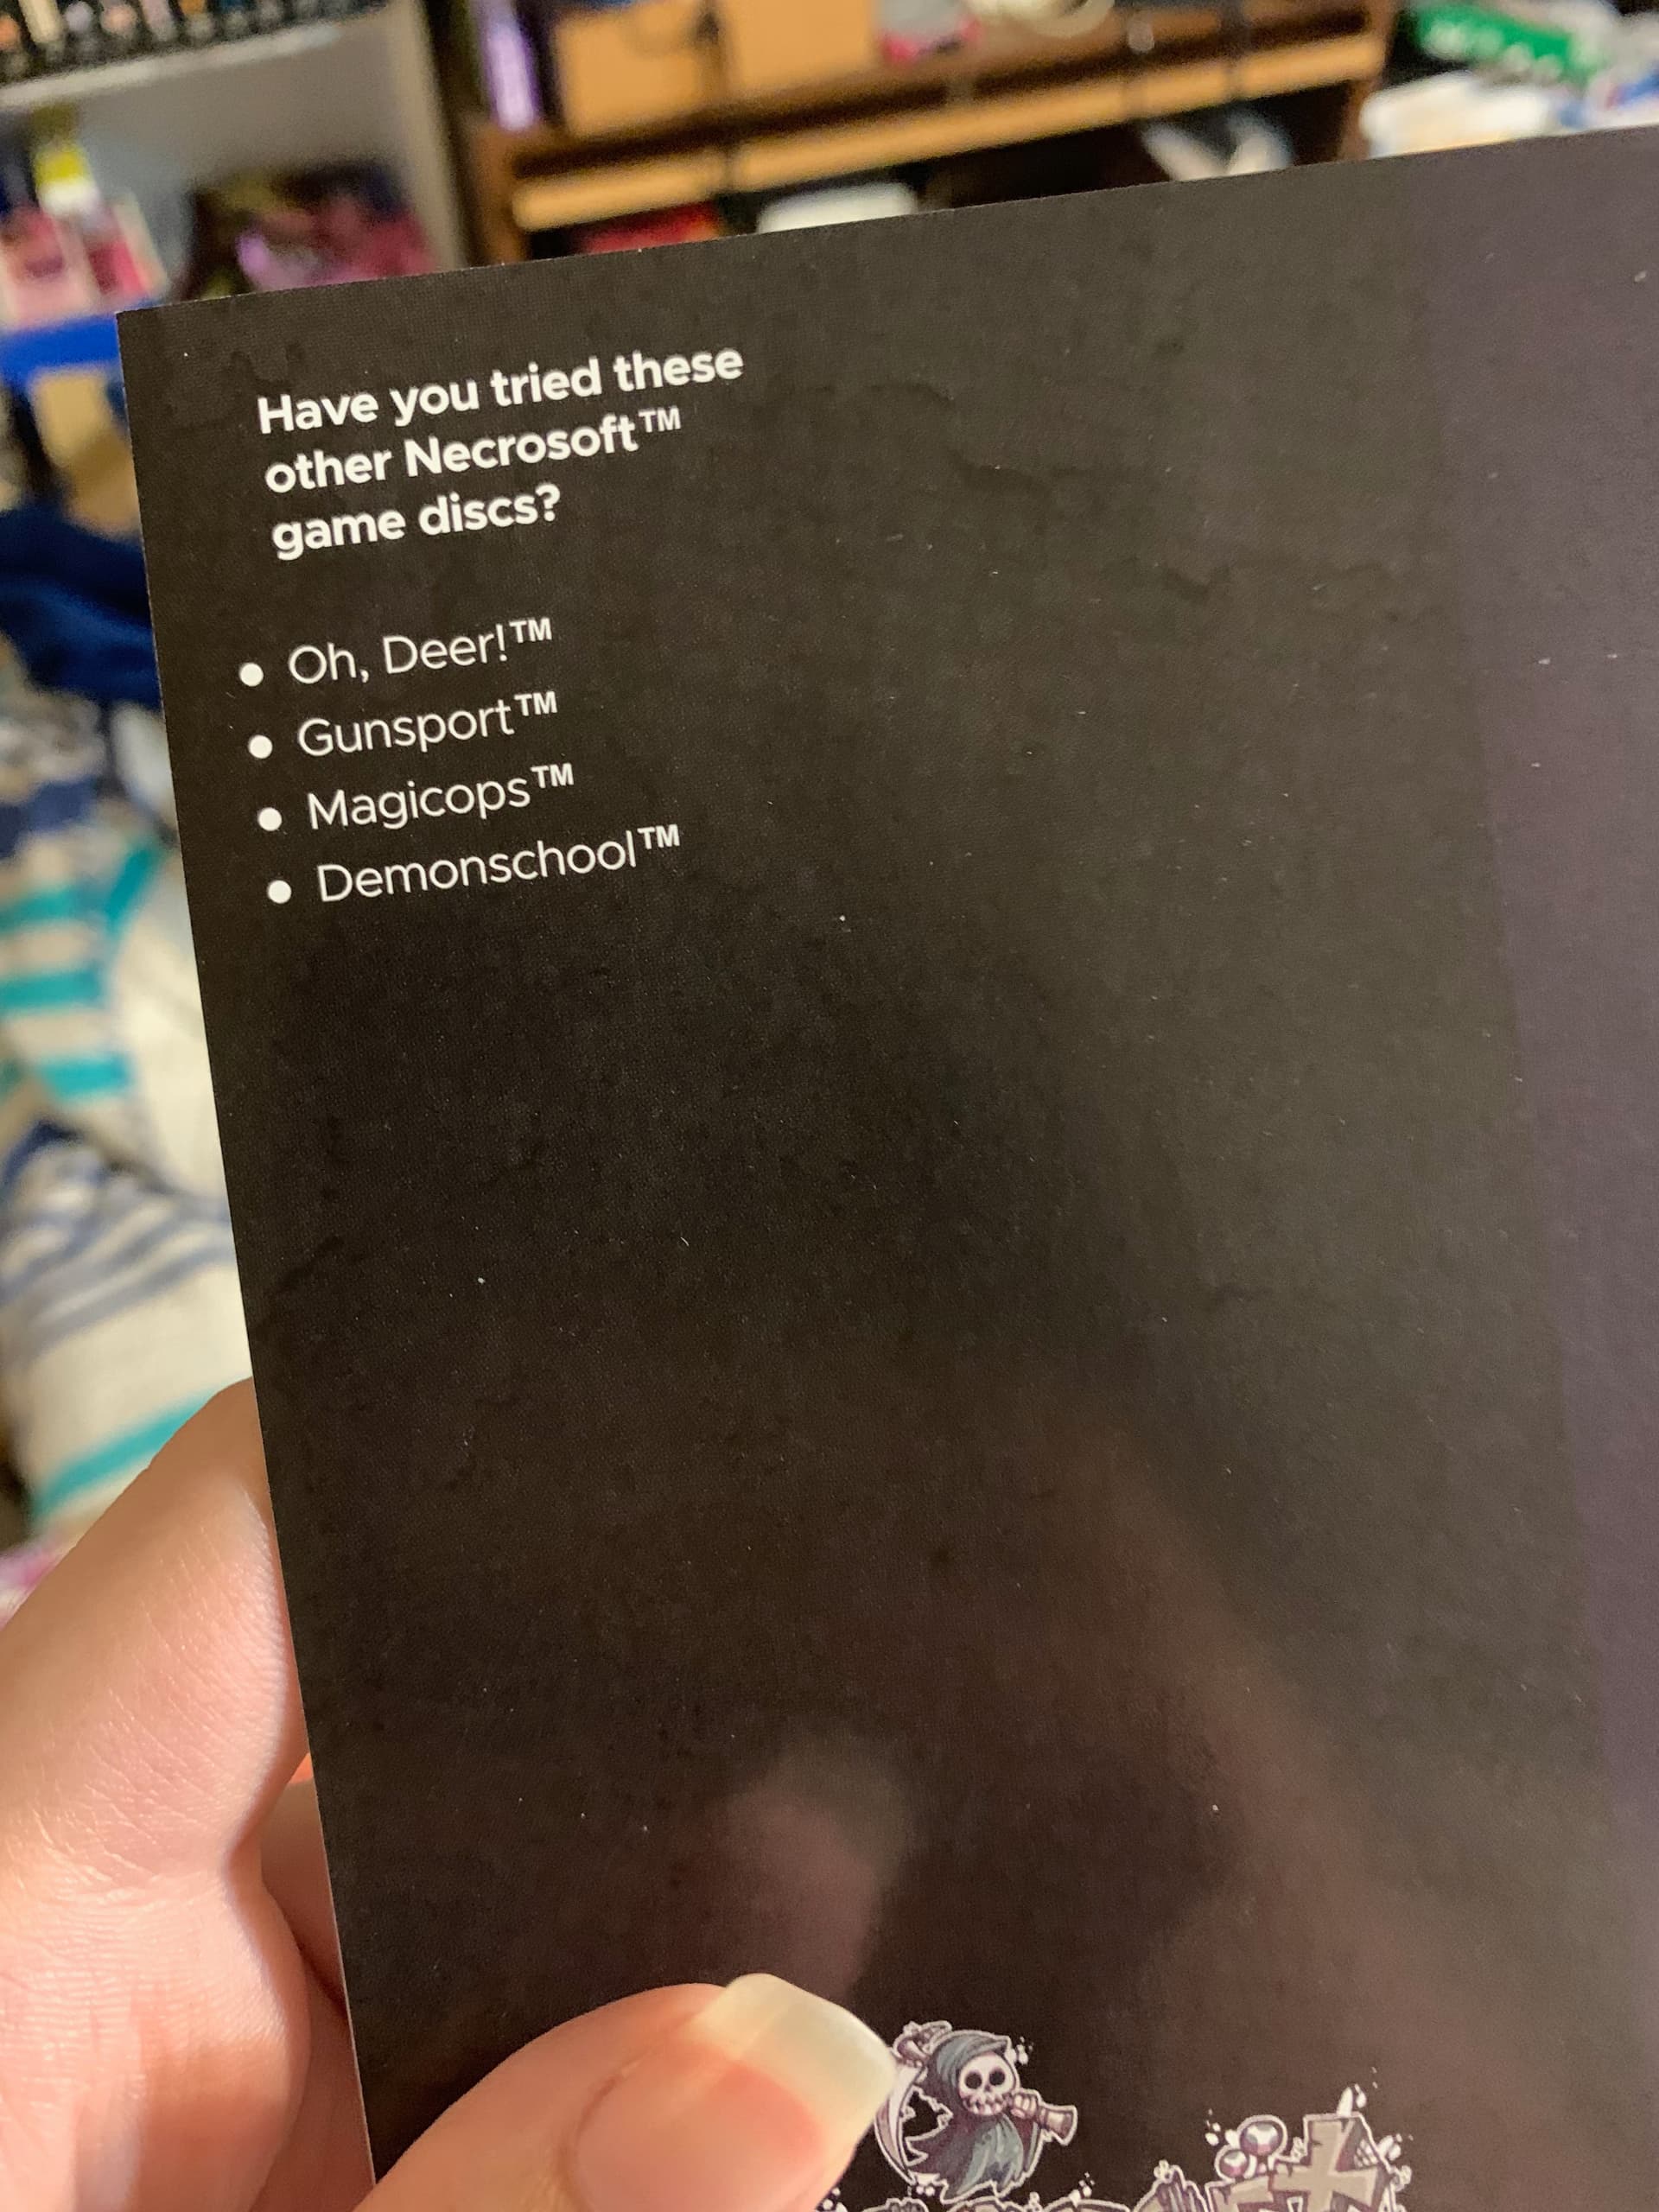 Have you tried these
other Necrosoft™
game discs?
• Oh, Deer!™
• Gunsport™
• Magicops™
• Demonschool™